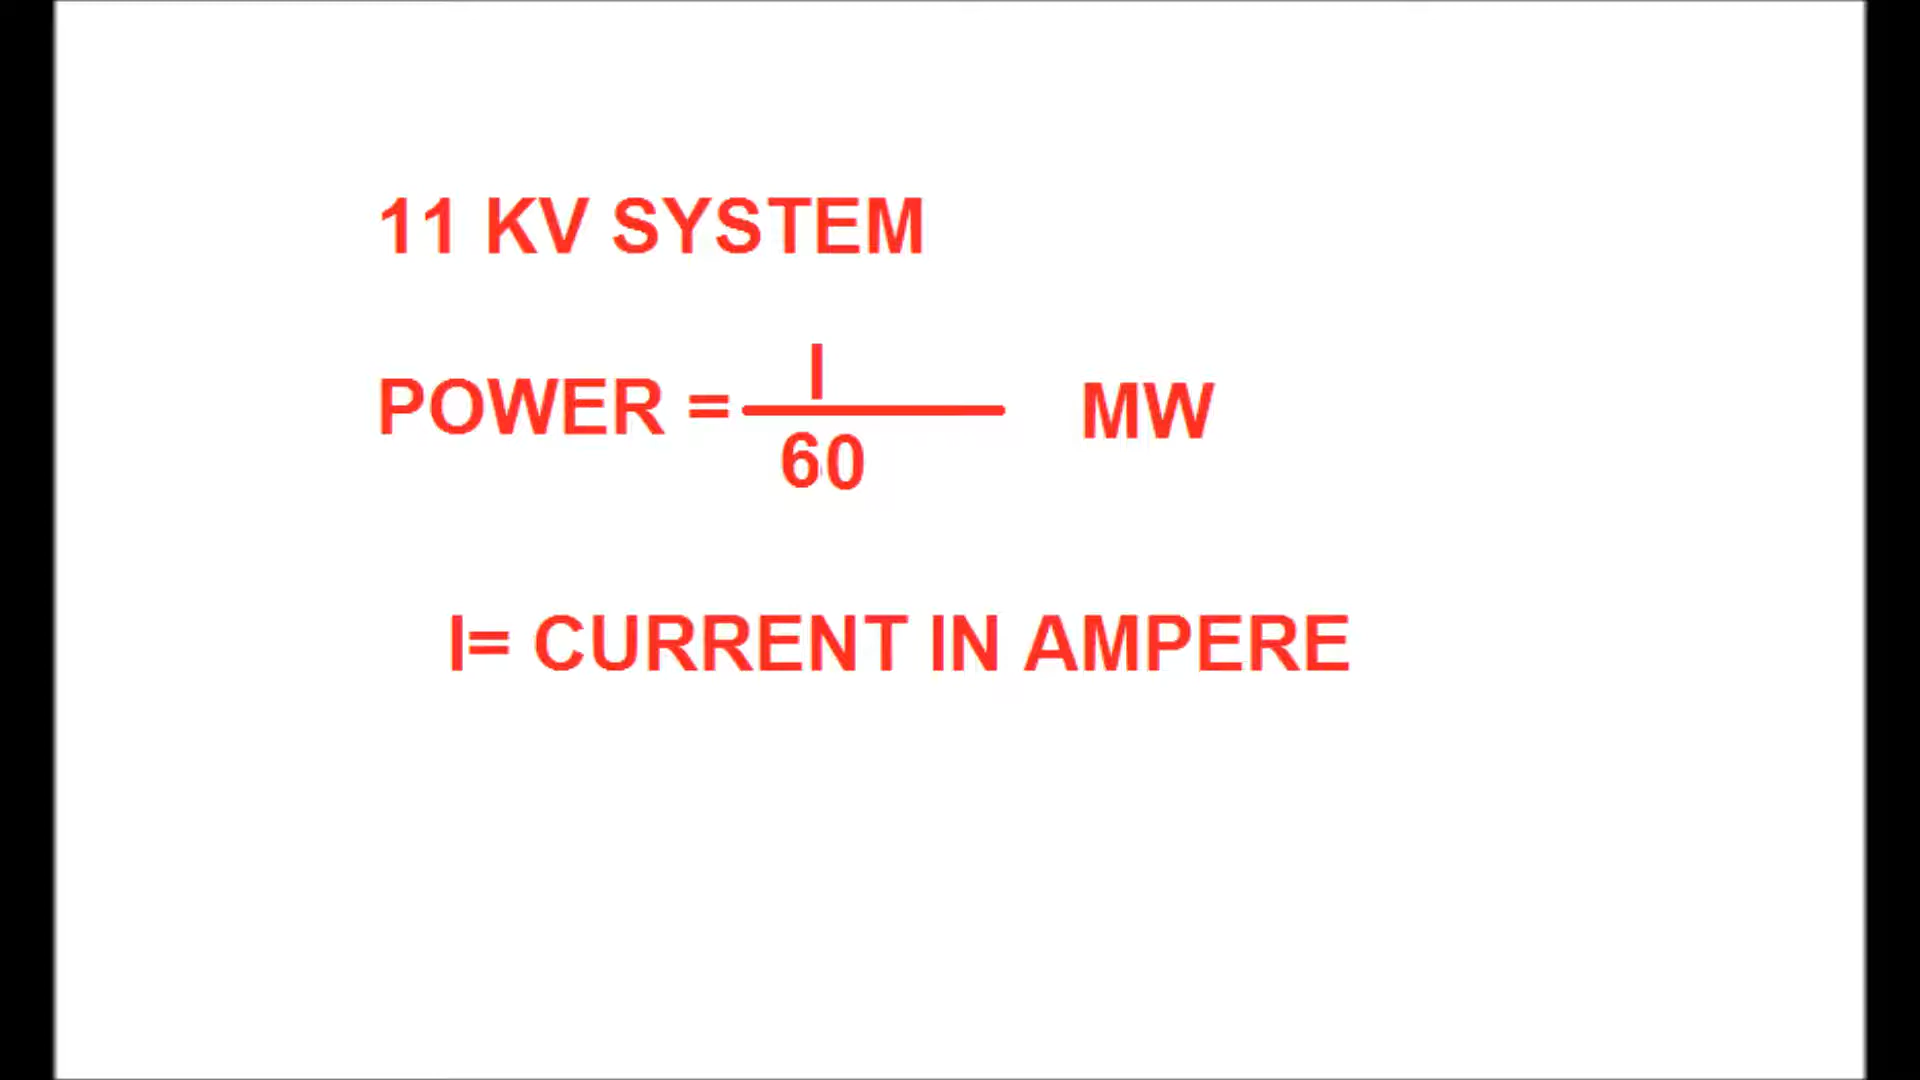 11 KV SYSTEM
I
POWER = MW
60
I= CURRENT IN AMPERE